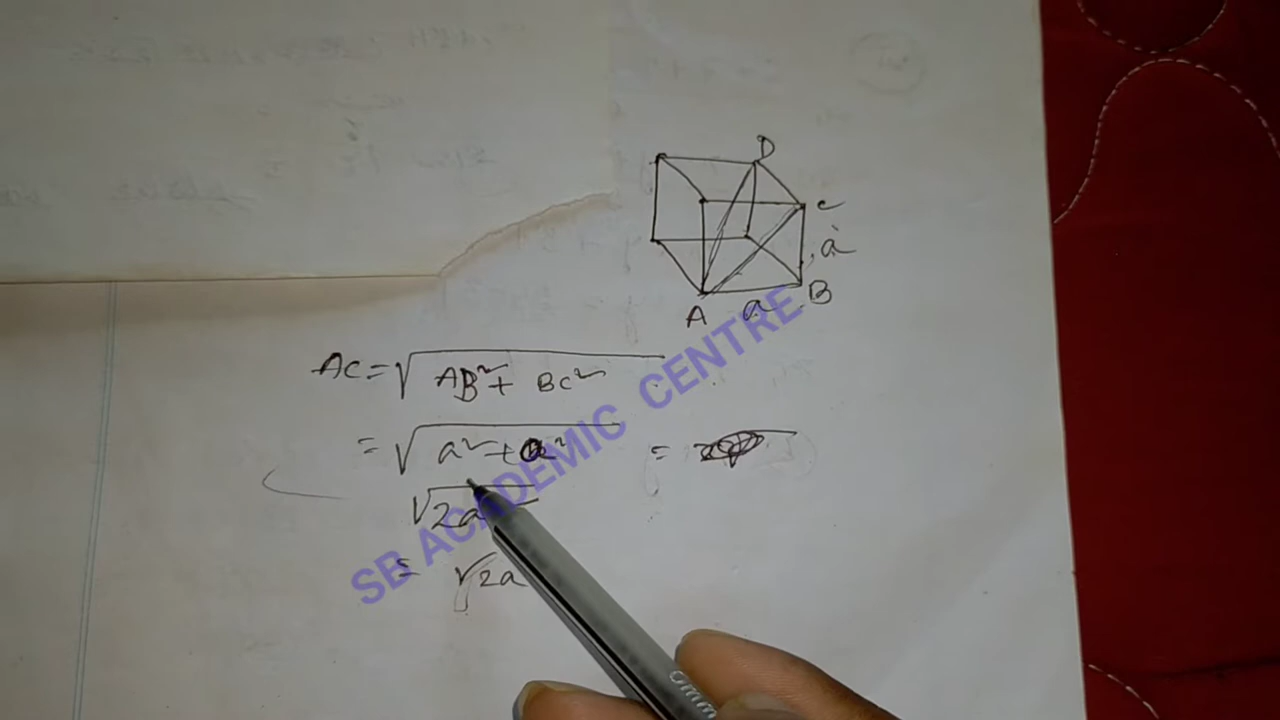 D
C
a
B
A a
AC = √AB² + BC²
= √a² + a² =
√2a²
= √2a
SB ACADEMIC CENTRE